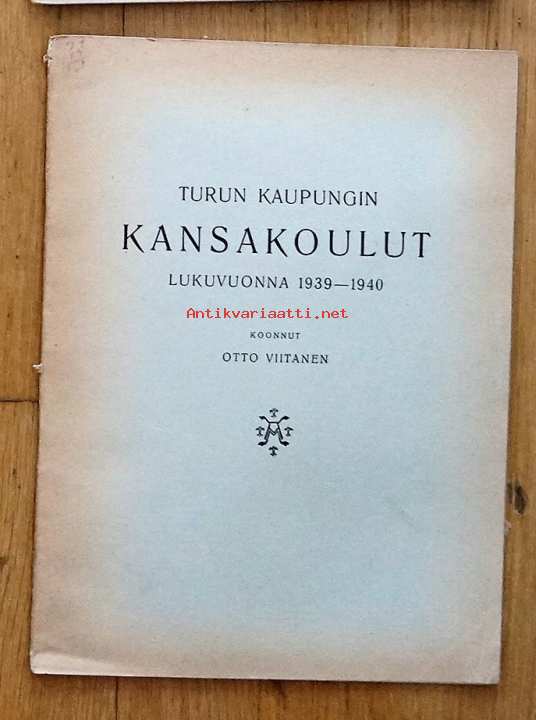 TURUN KAUPUNGIN
KANSAKOULUT
LUKUVUONNA 1939—1940
Antikvariaatti.net
KOONNUT
OTTO VIITANEN